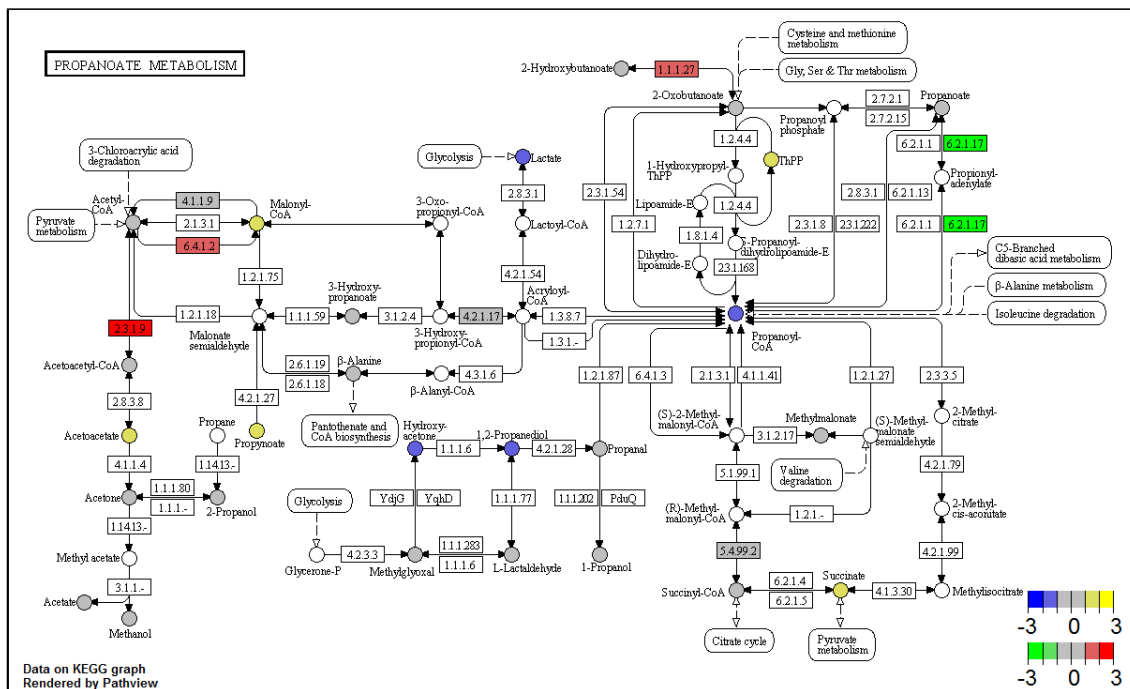 PROPANOATE METABOLISM
Cysteine and methionine
metabolism
2-Hydroxybutanoate
1.1.1.27
Gly, Ser & Thr metabolism
2-Oxobutanoate
Propanoyl
phosphate
2.7.2.1
2.7.2.15
Propanoate
3-Chloroacrylic acid
degradation
Glycolysis
Lactate
1.2.4.4
ThPP
6.2.1.1
6.2.1.17
1-Hydroxypropyl-
ThPP
Propionyl-
adenylate
Acetyl-
CoA
4.1.1.9
Malonyl-
CoA
2.8.3.1
2.3.1.54
2.8.3.1
6.2.1.13
Pyruvate
metabolism
2.1.3.1
3-Oxo-
propionyl-CoA
Lactoyl-CoA
Lipoamide-E
1.2.4.4
1.2.7.1
2.3.1.8
2.3.1.222
6.2.1.1
6.2.1.17
6.4.1.2
1.8.1.4
5-Propanoyl-
dihydrolipoamide-E
C5-Branched
dibasic acid metabolism
1.2.1.75
4.2.1.54
Dihydro-
lipoamide-E
2.3.1.168
β-Alanine metabolism
3-Hydroxy-
propanoate
Acryloyl-
CoA
Isoleucine degradation
1.2.1.18
1.1.1.59
3.1.2.4
4.2.1.17
1.3.8.7
2.3.1.9
Malonate
semialdehyde
3-Hydroxy-
propionyl-CoA
1.3.1.-
Propanoyl-
CoA
Acetoacetyl-CoA
2.6.1.19
2.6.1.18
β-Alanine
4.3.1.6
β-Alanyl-CoA
1.2.1.87
6.4.1.3
2.1.3.1
4.1.1.41
1.2.1.27
2.3.3.5
2.8.3.8
4.2.1.27
Pantothenate and
CoA biosynthesis
(S)-2-Methyl-
malonyl-CoA
Methylmalonate
(S)-Methyl-
malonate
semialdehyde
2-Methyl-
citrate
Acetoacetate
Propane
Propynoate
Hydroxy-
acetone
1,2-Propanediol
3.1.2.17
4.1.1.4
1.14.13.-
1.1.1.6
4.2.1.28
Propanal
5.1.99.1
Valine
degradation
4.2.1.79
Acetone
1.1.1.80
1.1.1.-
2-Propanol
Glycolysis
YdjG
YqhD
1.1.1.77
1.1.1.202
PduQ
(R)-Methyl-
malonyl-CoA
1.2.1.-
2-Methyl-
cis-aconitate
1.14.13.-
Methyl acetate
Glycerone-P
4.2.3.3
Methylglyoxal
1.1.1.283
1.1.1.6
L-Lactaldehyde
1-Propanol
5.4.99.2
4.2.1.99
3.1.1.-
Acetate
Methanol
Succinyl-CoA
6.2.1.4
6.2.1.5
Succinate
4.1.3.30
Methylisocitrate
Citrate cycle
Pyruvate
metabolism
-3 0 3
-3 0 3
Data on KEGG graph
Rendered by Pathview